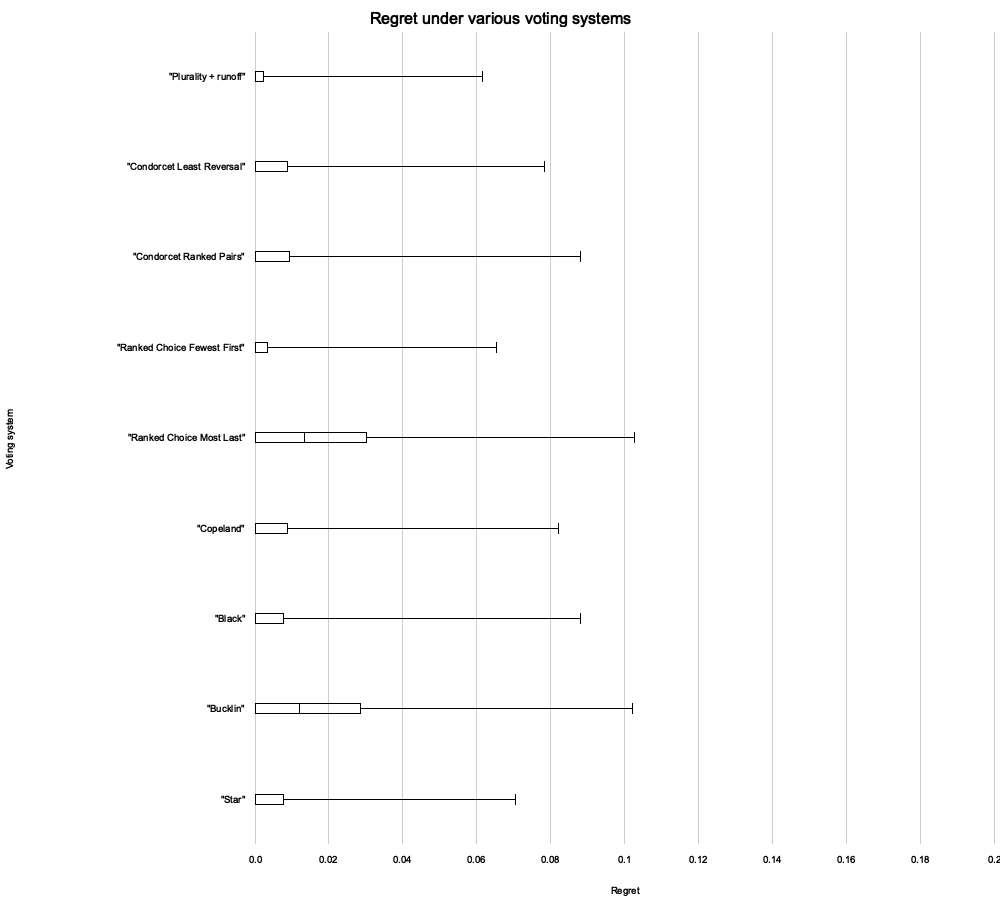 Regret under various voting systems
"Plurality + runoff"
"Condorcet Least Reversal"
"Condorcet Ranked Pairs"
"Ranked Choice Fewest First"
Voting system
"Ranked Choice Most Last"
"Copeland"
"Black"
"Bucklin"
"Star"
0.0 0.02 0.04 0.06 0.08 0.1 0.12 0.14 0.16 0.18 0.2
Regret